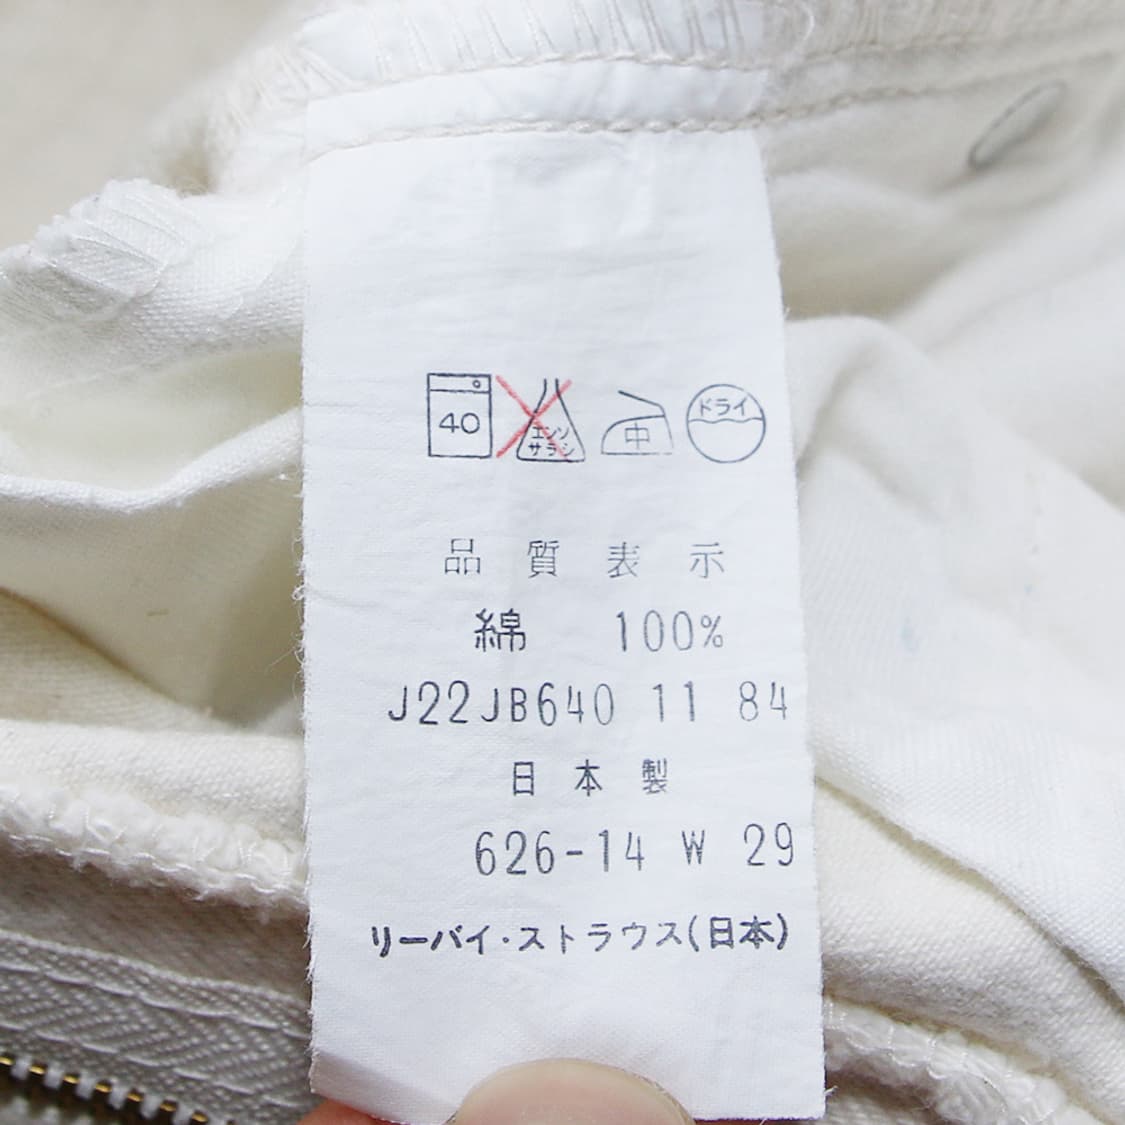 40 エンソ サラシ 中 ドライ
品質表示
綿 100%
J22JB640 11 84
日本製
626-14 W 29
リーバイ・ストラウス(日本)